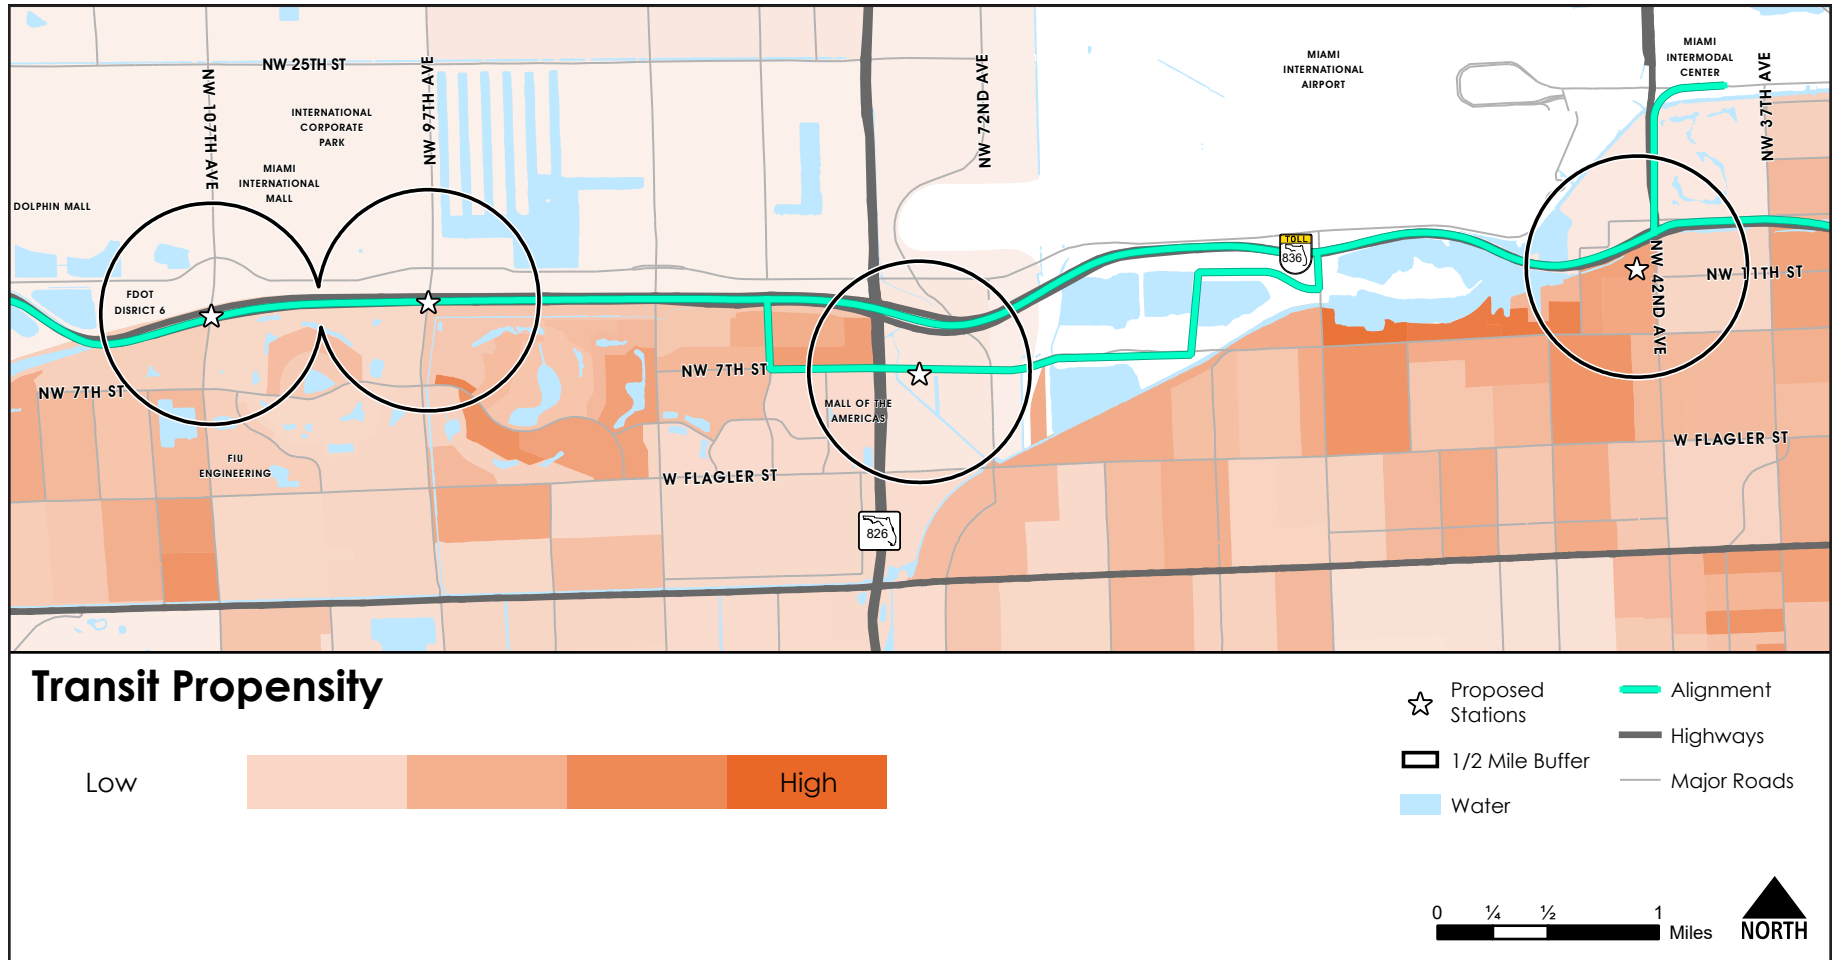 NW 25TH ST
NW 107TH AVE
INTERNATIONAL
CORPORATE
PARK
NW 97TH AVE
MIAMI
INTERNATIONAL
MALL
DOLPHIN MALL
NW 72ND AVE
MIAMI
INTERNATIONAL
AIRPORT
MIAMI
INTERMODAL
CENTER
NW 37TH AVE
TOLL
836
NW 42ND AVE
NW 11TH ST
FDOT
DISRICT 6
NW 7TH ST
NW 7TH ST
MALL OF THE
AMERICAS
FIU
ENGINEERING
W FLAGLER ST
W FLAGLER ST
826
Transit Propensity
Low
High
Proposed
Stations
1/2 Mile Buffer
Water
Alignment
Highways
Major Roads
0 ¼ ½ 1
Miles
NORTH